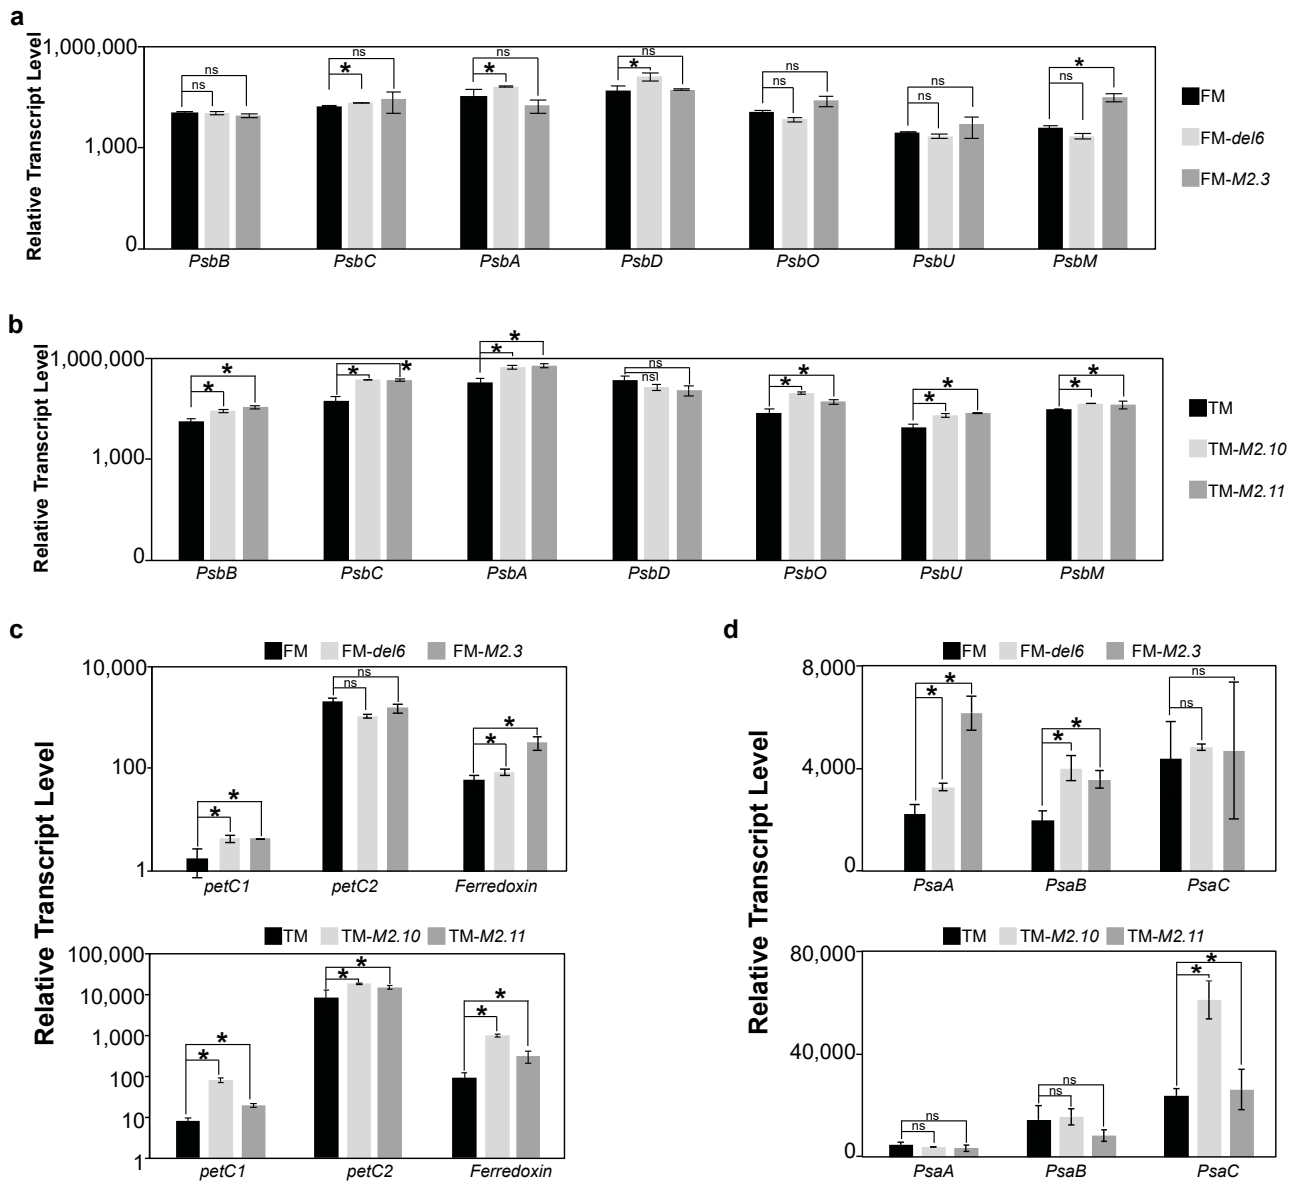 a
Relative Transcript Level
1,000,000
1,000
0
ns
ns
ns
*
ns
*
ns
*
ns
ns
ns
ns
ns
*
ns
PsbB PsbC PsbA PsbD PsbO PsbU PsbM
FM
FM-del6
FM-M2.3
b
Relative Transcript Level
1,000,000
1,000
0
*
*
*
*
*
*
ns
ns
*
*
*
*
*
*
PsbB PsbC PsbA PsbD PsbO PsbU PsbM
TM
TM-M2.10
TM-M2.11
c
Relative Transcript Level
FM FM-del6 FM-M2.3
10,000
100
1
*
*
ns
ns
*
*
petC1 petC2 Ferredoxin
TM TM-M2.10 TM-M2.11
100,000
10,000
1,000
100
10
1
*
*
*
*
*
*
petC1 petC2 Ferredoxin
d
Relative Transcript Level
FM FM-del6 FM-M2.3
8,000
4,000
0
*
*
*
*
ns
ns
PsaA PsaB PsaC
TM TM-M2.10 TM-M2.11
80,000
40,000
0
ns
ns
ns
ns
*
*
PsaA PsaB PsaC